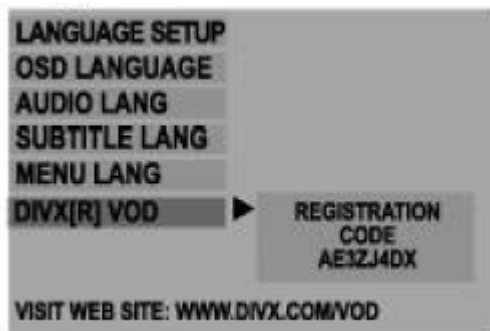 LANGUAGE SETUP
OSD LANGUAGE
AUDIO LANG
SUBTITLE LANG
MENU LANG
DIVX[R] VOD
REGISTRATION
CODE
AE3ZJ4DX
VISIT WEB SITE: WWW.DIVX.COM/VOD